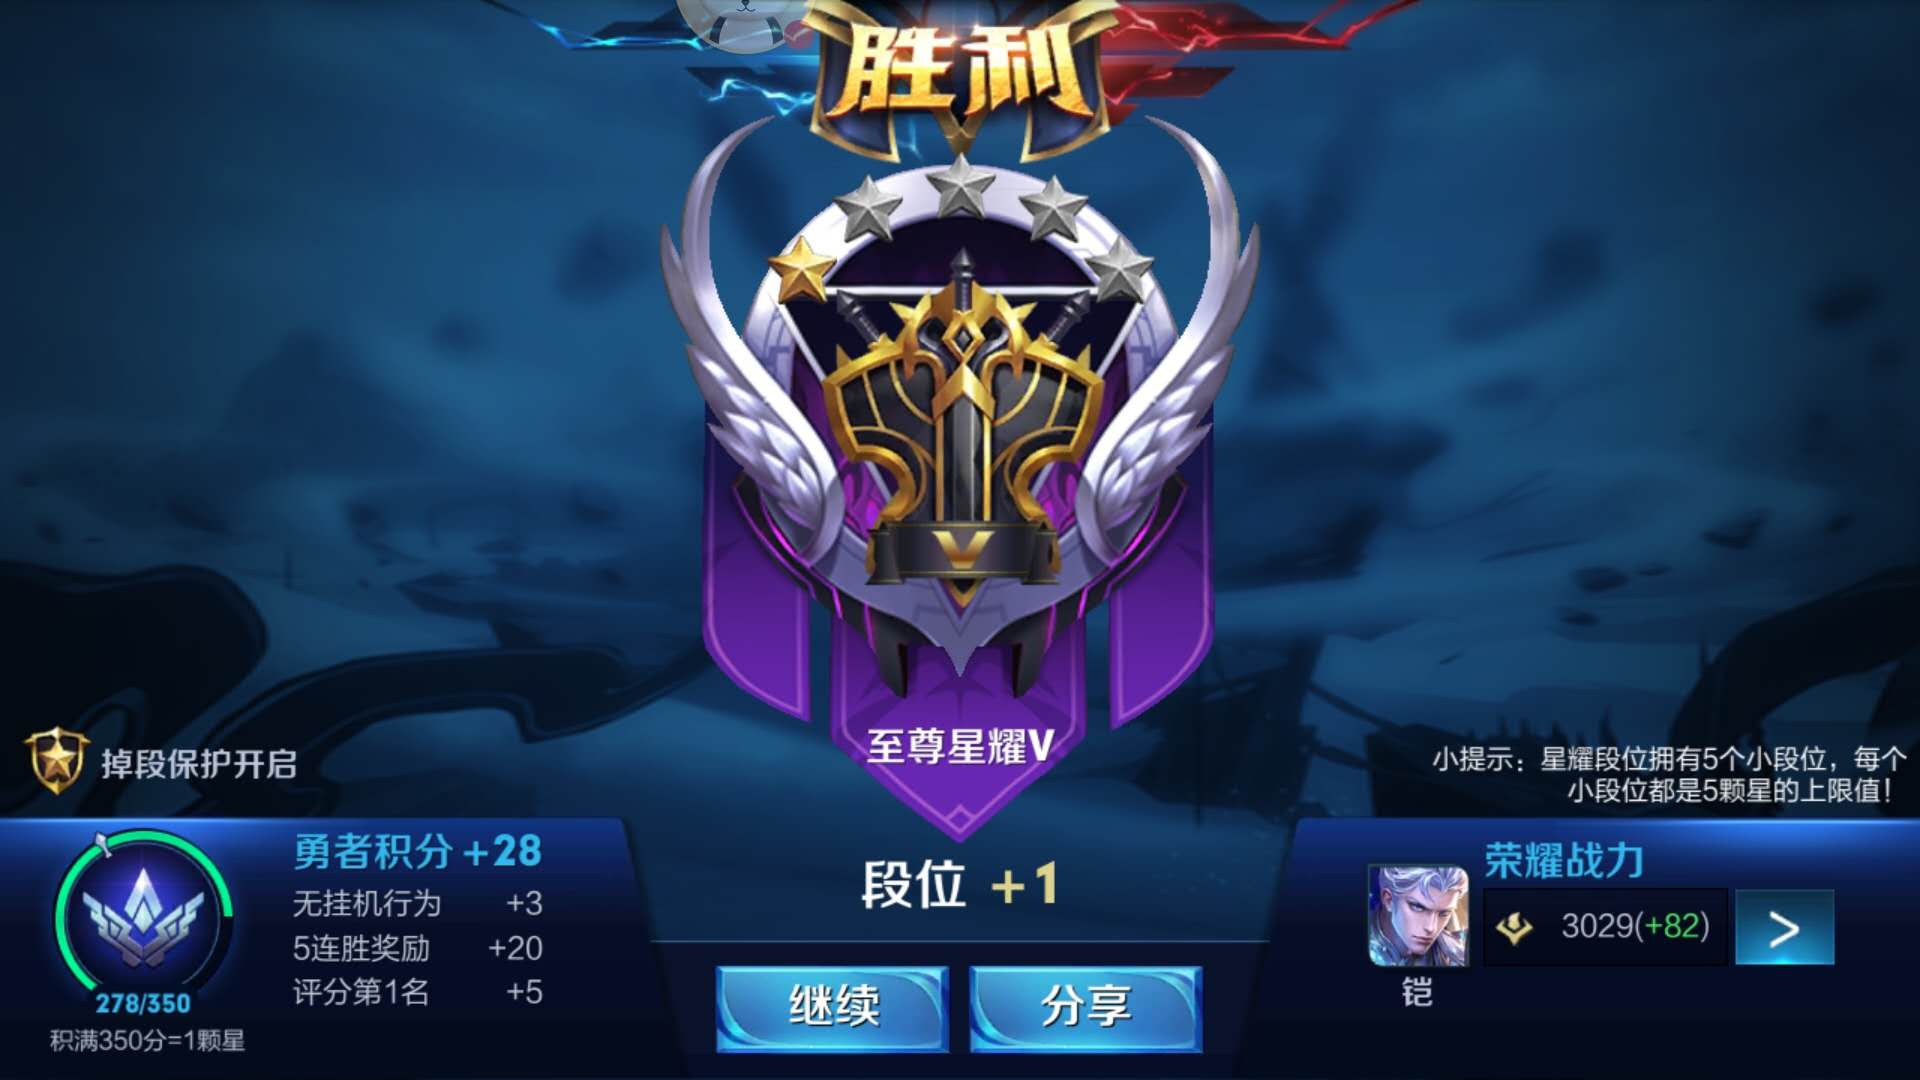 胜利
V
至尊星耀V
掉段保护开启
小提示：星耀段位拥有5个小段位，每个
小段位都是5颗星的上限值！
勇者积分+28
无挂机行为 +3
5连胜奖励 +20
评分第1名 +5
278/350
积满350分=1颗星
段位 +1
继续
分享
荣耀战力
3029(+82)
>
铠